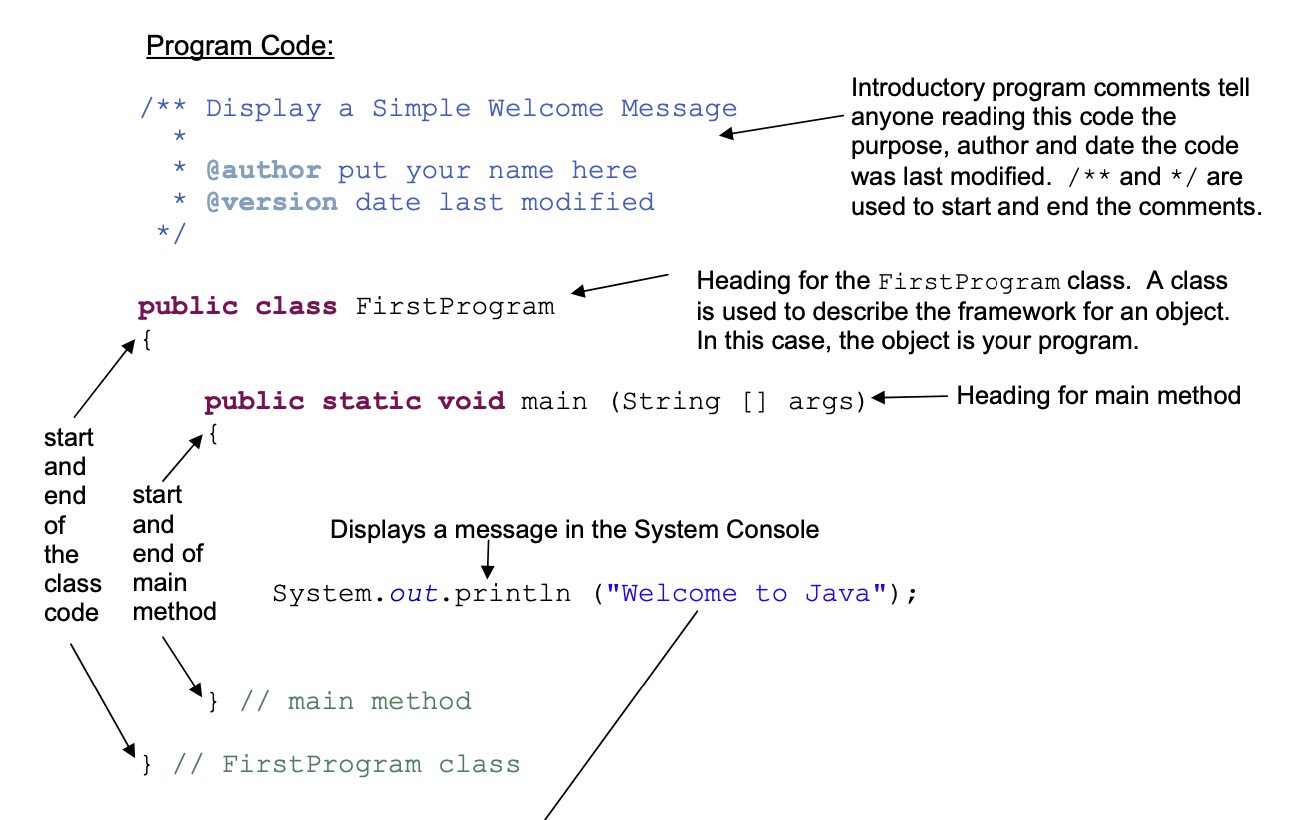 Program Code:
/** Display a Simple Welcome Message
*
* @author put your name here
* @version date last modified
*/
Introductory program comments tell
anyone reading this code the
purpose, author and date the code
was last modified. /** and */ are
used to start and end the comments.
public class FirstProgram
{
Heading for the FirstProgram class. A class
is used to describe the framework for an object.
In this case, the object is your program.
public static void main (String [] args)
{
Heading for main method
start
and
end
of
the
class
code
start
and
end of
main
method
Displays a message in the System Console
System.out.println ("Welcome to Java");
} // main method
} // FirstProgram class